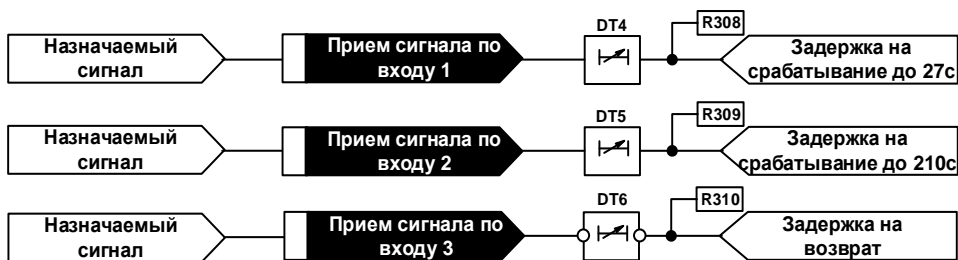 DT4
R308
Назначаемый
сигнал
Прием сигнала по
входу 1
Задержка на
срабатывание до 27с
DT5
R309
Назначаемый
сигнал
Прием сигнала по
входу 2
Задержка на
срабатывание до 210с
DT6
R310
Назначаемый
сигнал
Прием сигнала по
входу 3
Задержка на
возврат